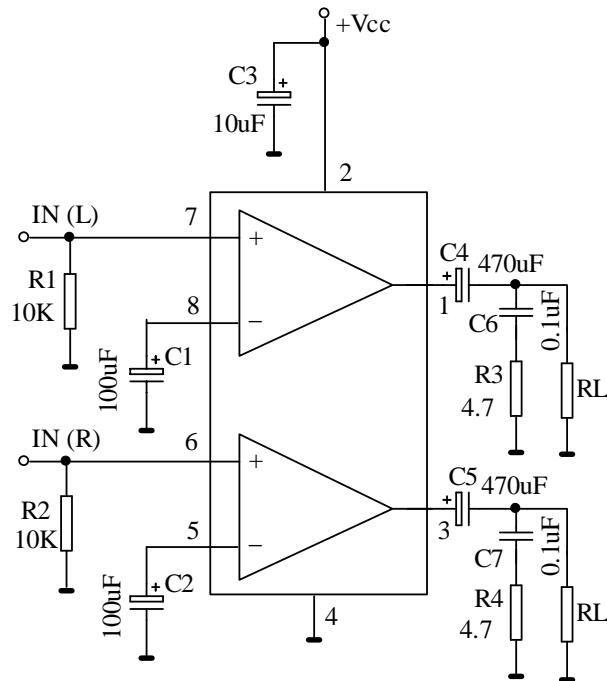 +Vcc
C3
+
10uF
2
IN (L)
7
+
R1
10K
8
−
C1
+
100uF
C4
+
470uF
1
C6
0.1uF
R3
4.7
RL
IN (R)
6
+
R2
10K
5
−
C2
+
100uF
C5
+
470uF
3
C7
0.1uF
R4
4.7
RL
4